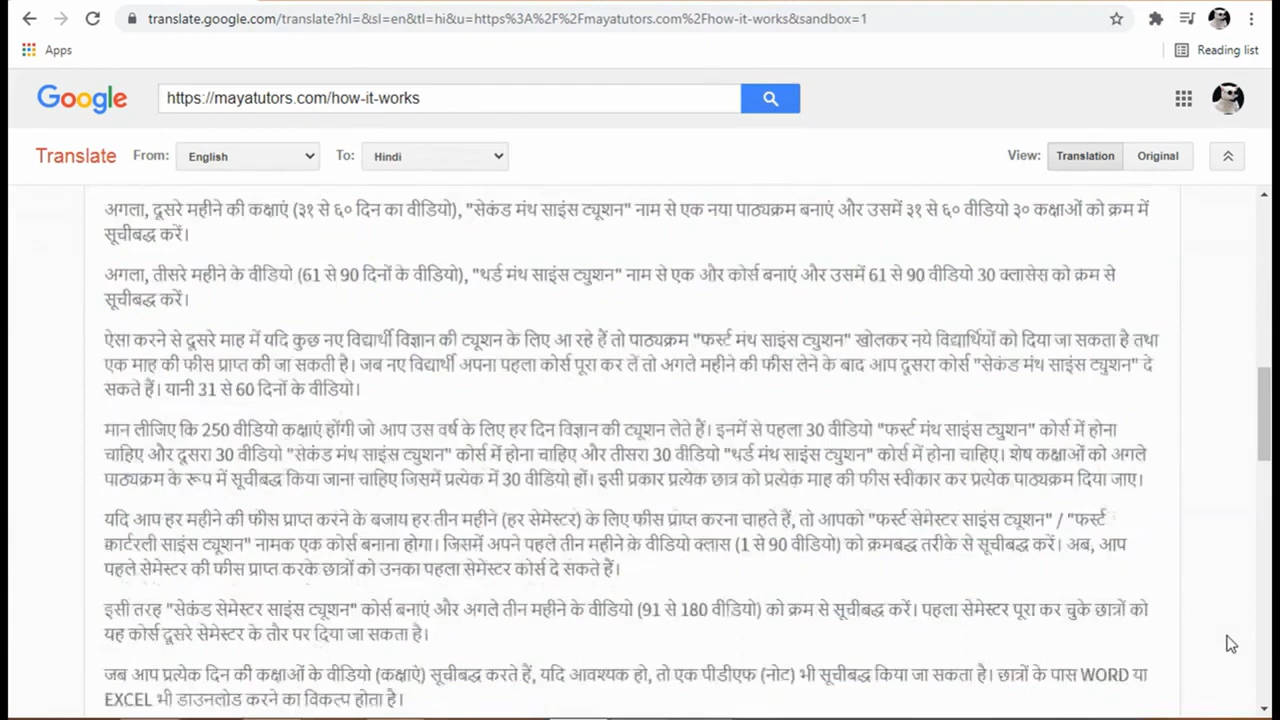 translate.google.com/translate?hl=&sl=en&tl=hi&u=https%3A%2F%2Fmayatutors.com%2Fhow-it-works&sandbox=1
Apps
Reading list
Google
https://mayatutors.com/how-it-works
Translate From: English To: Hindi View: Translation Original
अगला, दूसरे महीने की कक्षाएं (३१ से ६० दिन का वीडियो), "सेकंड मंथ साइंस ट्यूशन" नाम से एक नया पाठ्यक्रम बनाएं और उसमें ३१ से ६० वीडियो ३० कक्षाओं को क्रम में
सूचीबद्ध करें।
अगला, तीसरे महीने के वीडियो (61 से 90 दिनों के वीडियो), "थर्ड मंथ साइंस ट्युशन" नाम से एक और कोर्स बनाएं और उसमें 61 से 90 वीडियो 30 क्लासेस को क्रम से
सूचीबद्ध करें।
ऐसा करने से दूसरे माह में यदि कुछ नए विद्यार्थी विज्ञान की ट्यूशन के लिए आ रहे हैं तो पाठ्यक्रम "फर्स्ट मंथ साइंस ट्युशन" खोलकर नये विद्यार्थियों को दिया जा सकता है तथा
एक माह की फीस प्राप्त की जा सकती है। जब नए विद्यार्थी अपना पहला कोर्स पूरा कर लें तो अगले महीने की फीस लेने के बाद आप दूसरा कोर्स "सेकंड मंथ साइंस ट्युशन" दे
सकते हैं। यानी 31 से 60 दिनों के वीडियो।
मान लीजिए कि 250 वीडियो कक्षाएं होंगी जो आप उस वर्ष के लिए हर दिन विज्ञान की ट्यूशन लेते हैं। इनमें से पहला 30 वीडियो "फर्स्ट मंथ साइंस ट्युशन" कोर्स में होना
चाहिए और दूसरा 30 वीडियो "सेकंड मंथ साइंस ट्यूशन" कोर्स में होना चाहिए और तीसरा 30 वीडियो "थर्ड मंथ साइंस ट्यूशन" कोर्स में होना चाहिए। शेष कक्षाओं को अगले
पाठ्यक्रम के रूप में सूचीबद्ध किया जाना चाहिए जिसमें प्रत्येक में 30 वीडियो हों। इसी प्रकार प्रत्येक छात्र को प्रत्येक माह की फीस स्वीकार कर प्रत्येक पाठ्यक्रम दिया जाए।
यदि आप हर महीने की फीस प्राप्त करने के बजाय हर तीन महीने (हर सेमेस्टर) के लिए फीस प्राप्त करना चाहते हैं, तो आपको "फर्स्ट सेमेस्टर साइंस ट्यूशन" / "फर्स्ट
क़ार्टरली साइंस ट्यूशन" नामक एक कोर्स बनाना होगा। जिसमें अपने पहले तीन महीने के वीडियो क्लास (1 से 90 वीडियो) को क्रमबद्ध तरीके से सूचीबद्ध करें। अब, आप
पहले सेमेस्टर की फीस प्राप्त करके छात्रों को उनका पहला सेमेस्टर कोर्स दे सकते हैं।
इसी तरह "सेकंड सेमेस्टर साइंस ट्यूशन" कोर्स बनाएं और अगले तीन महीने के वीडियो (91 से 180 वीडियो) को क्रम से सूचीबद्ध करें। पहला सेमेस्टर पूरा कर चुके छात्रों को
यह कोर्स दूसरे सेमेस्टर के तौर पर दिया जा सकता है।
जब आप प्रत्येक दिन की कक्षाओं के वीडियो (कक्षाएं) सूचीबद्ध करते हैं, यदि आवश्यक हो, तो एक पीडीएफ (नोट) भी सूचीबद्ध किया जा सकता है। छात्रों के पास WORD या
EXCEL भी डाउनलोड करने का विकल्प होता है।